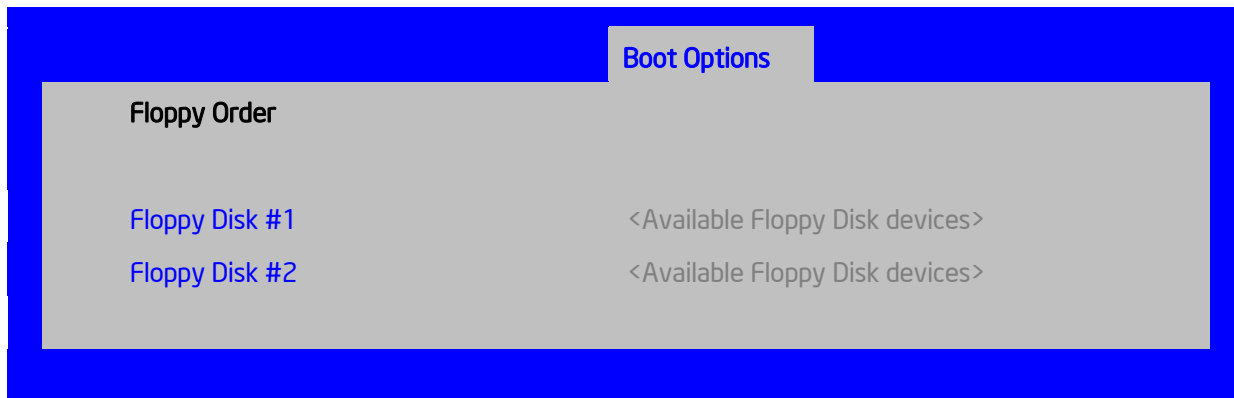 Boot Options
Floppy Order
Floppy Disk #1 <Available Floppy Disk devices>
Floppy Disk #2 <Available Floppy Disk devices>